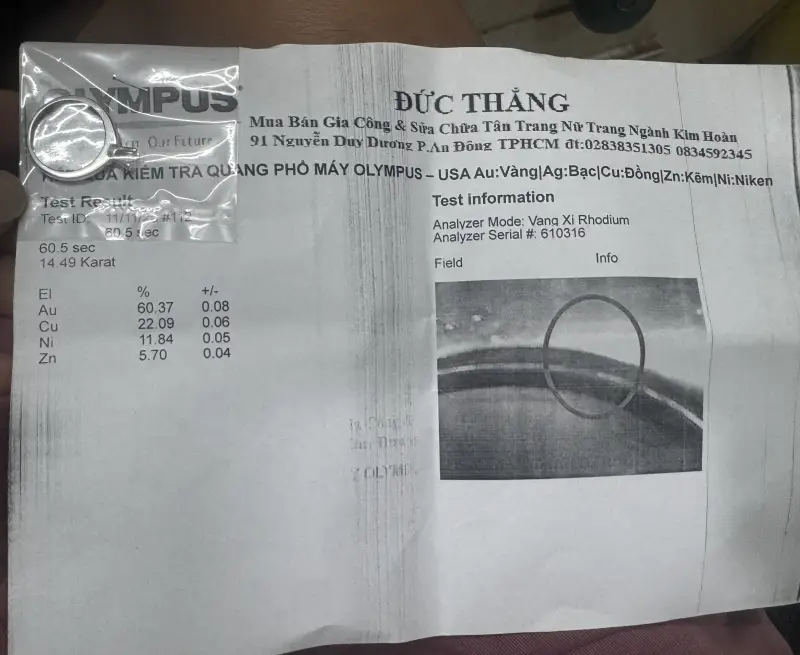 OLYMPUS
Our Future
ĐỨC THẮNG
Mua Bán Gia Công & Sửa Chữa Tân Trang Nữ Trang Ngành Kim Hoàn
91 Nguyễn Duy Dương P.An Đông TPHCM đt:02838351305 0834592345
KIỂM TRA QUANG PHỔ MÁY OLYMPUS – USA Au:Vàng|Ag:Bạc|Cu:Đồng|Zn:Kẽm|Ni:Niken
Test Result
Test ID:
60.5 sec
60.5 sec
14.49 Karat
El % +/-
Au 60.37 0.08
Cu 22.09 0.06
Ni 11.84 0.05
Zn 5.70 0.04
Test information
Analyzer Mode: Vang Xi Rhodium
Analyzer Serial #: 610316
Field Info